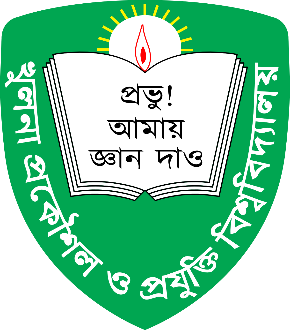 প্রভু!
আমায়
জ্ঞান দাও
খুলনা প্রকৌশল ও প্রযুক্তি বিশ্ববিদ্যালয়